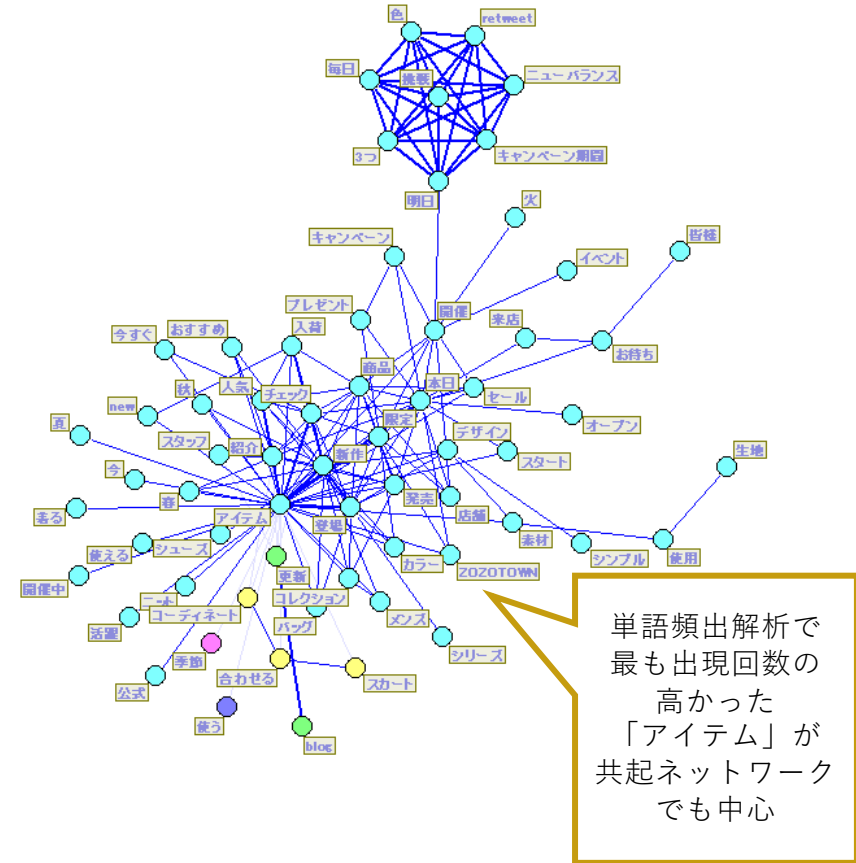 色
retweet
毎日
挑戦
ニューバランス
3つ
キャンペーン期間
明日
火
皆様
キャンペーン
イベント
プレゼント
開催
来店
お待ち
今すぐ
おすすめ
入荷
商品
本日
セール
new
秋
人気
チェック
限定
オープン
真
スタッフ
紹介
新作
デザイン
スタート
生地
今
春
発売
店舗
着る
アイテム
登場
素材
使える
シューズ
カラー
ZOZOTOWN
シンプル
使用
開催中
ニット
更新
コーディネート
コレクション
バッグ
メンズ
シリーズ
活躍
季節
合わせる
スカート
公式
使う
blog
単語頻出解析で
最も出現回数の
高かった
「アイテム」が
共起ネットワーク
でも中心